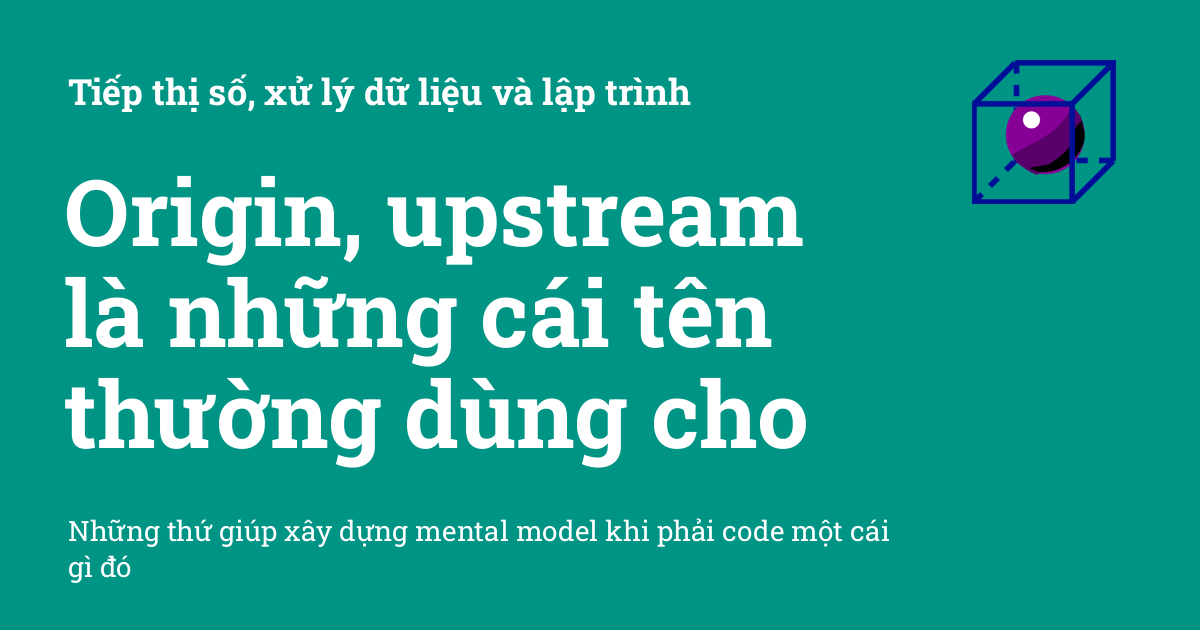 Tiếp thị số, xử lý dữ liệu và lập trình
Origin, upstream
là những cái tên
thường dùng cho
Những thứ giúp xây dựng mental model khi phải code một cái
gì đó